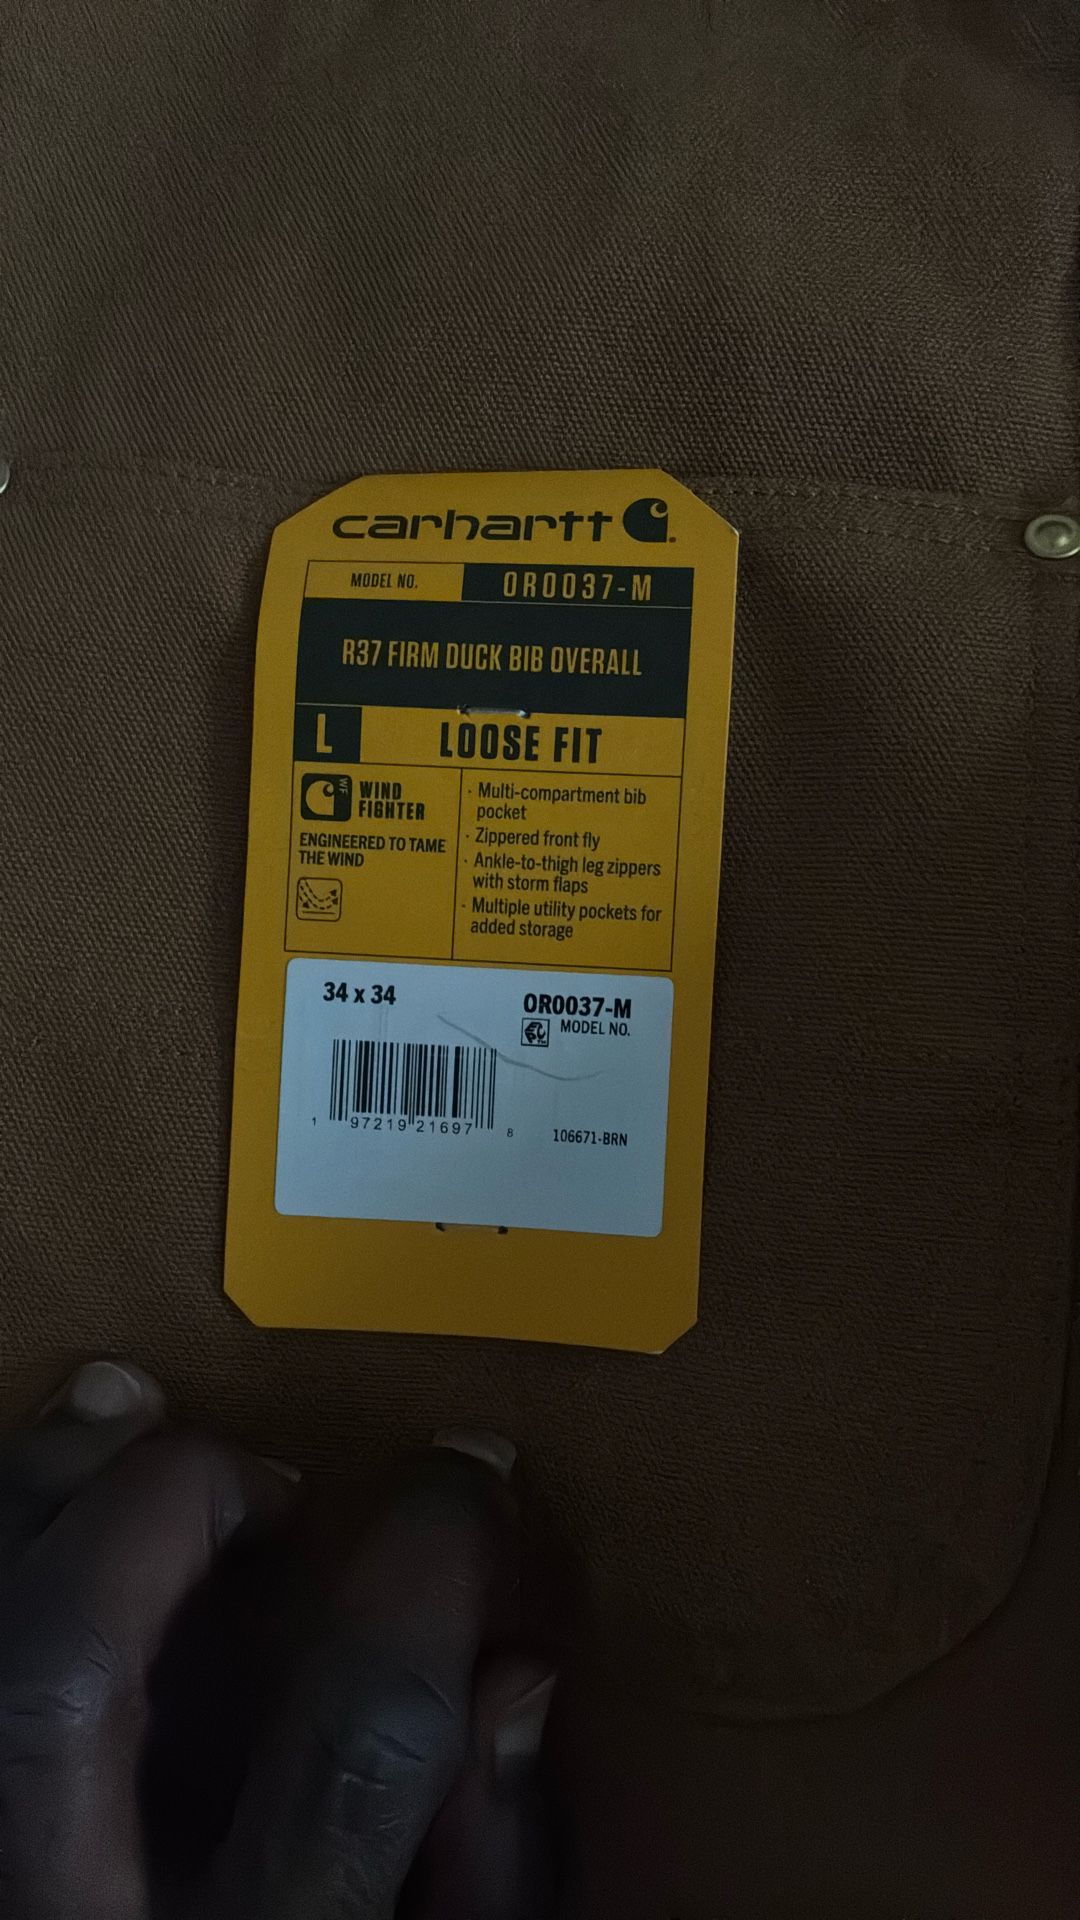 carhartt
MODEL NO. OR0037-M
R37 FIRM DUCK BIB OVERALL
L LOOSE FIT
WF
WIND
FIGHTER
ENGINEERED TO TAME
THE WIND
· Multi-compartment bib
pocket
· Zippered front fly
· Ankle-to-thigh leg zippers
with storm flaps
· Multiple utility pockets for
added storage
34 x 34
OR0037-M
MODEL NO.
1 97219 21697 8
106671-BRN